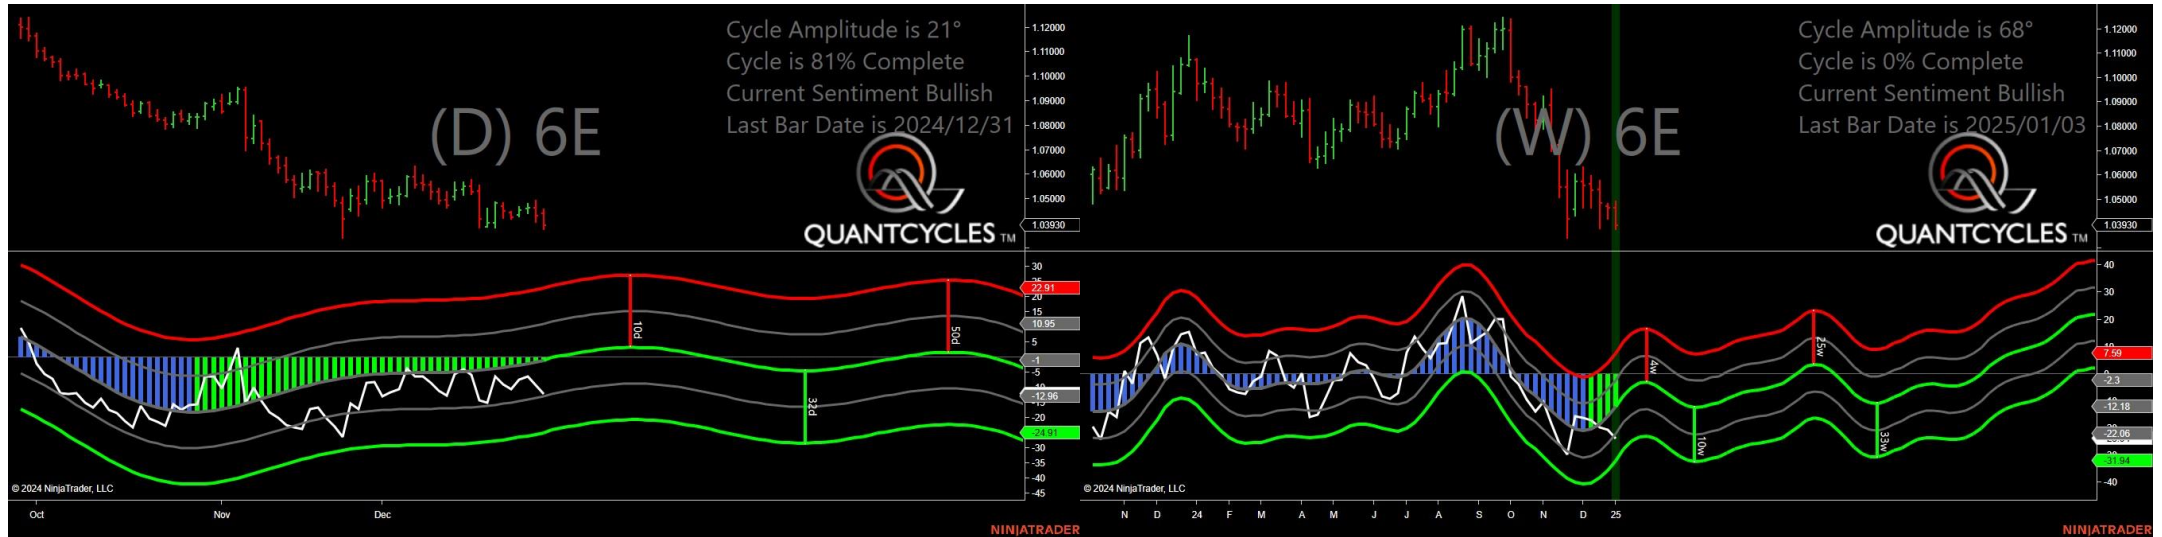 Cycle Amplitude is 21°
Cycle is 81% Complete
Current Sentiment Bullish
Last Bar Date is 2024/12/31
(D) 6E
QUANTCYCLES TM
1.12000
1.11000
1.10000
1.09000
1.08000
1.07000
1.06000
1.05000
1.03930
30
22.91
20
15
10.95
5
-1
-5
-12.96
-20
-24.91
-30
-35
-40
-45
10d
32d
50d
© 2024 NinjaTrader, LLC
Oct Nov Dec
NINJATRADER
Cycle Amplitude is 68°
Cycle is 0% Complete
Current Sentiment Bullish
Last Bar Date is 2025/01/03
(W) 6E
QUANTCYCLES TM
1.12000
1.11000
1.10000
1.09000
1.08000
1.07000
1.06000
1.05000
1.03930
40
30
20
7.59
-2.3
-12.18
-22.06
-31.94
-40
4w
10w
25w
33w
© 2024 NinjaTrader, LLC
N D 24 F M A M J J A S O N D 25
NINJATRADER